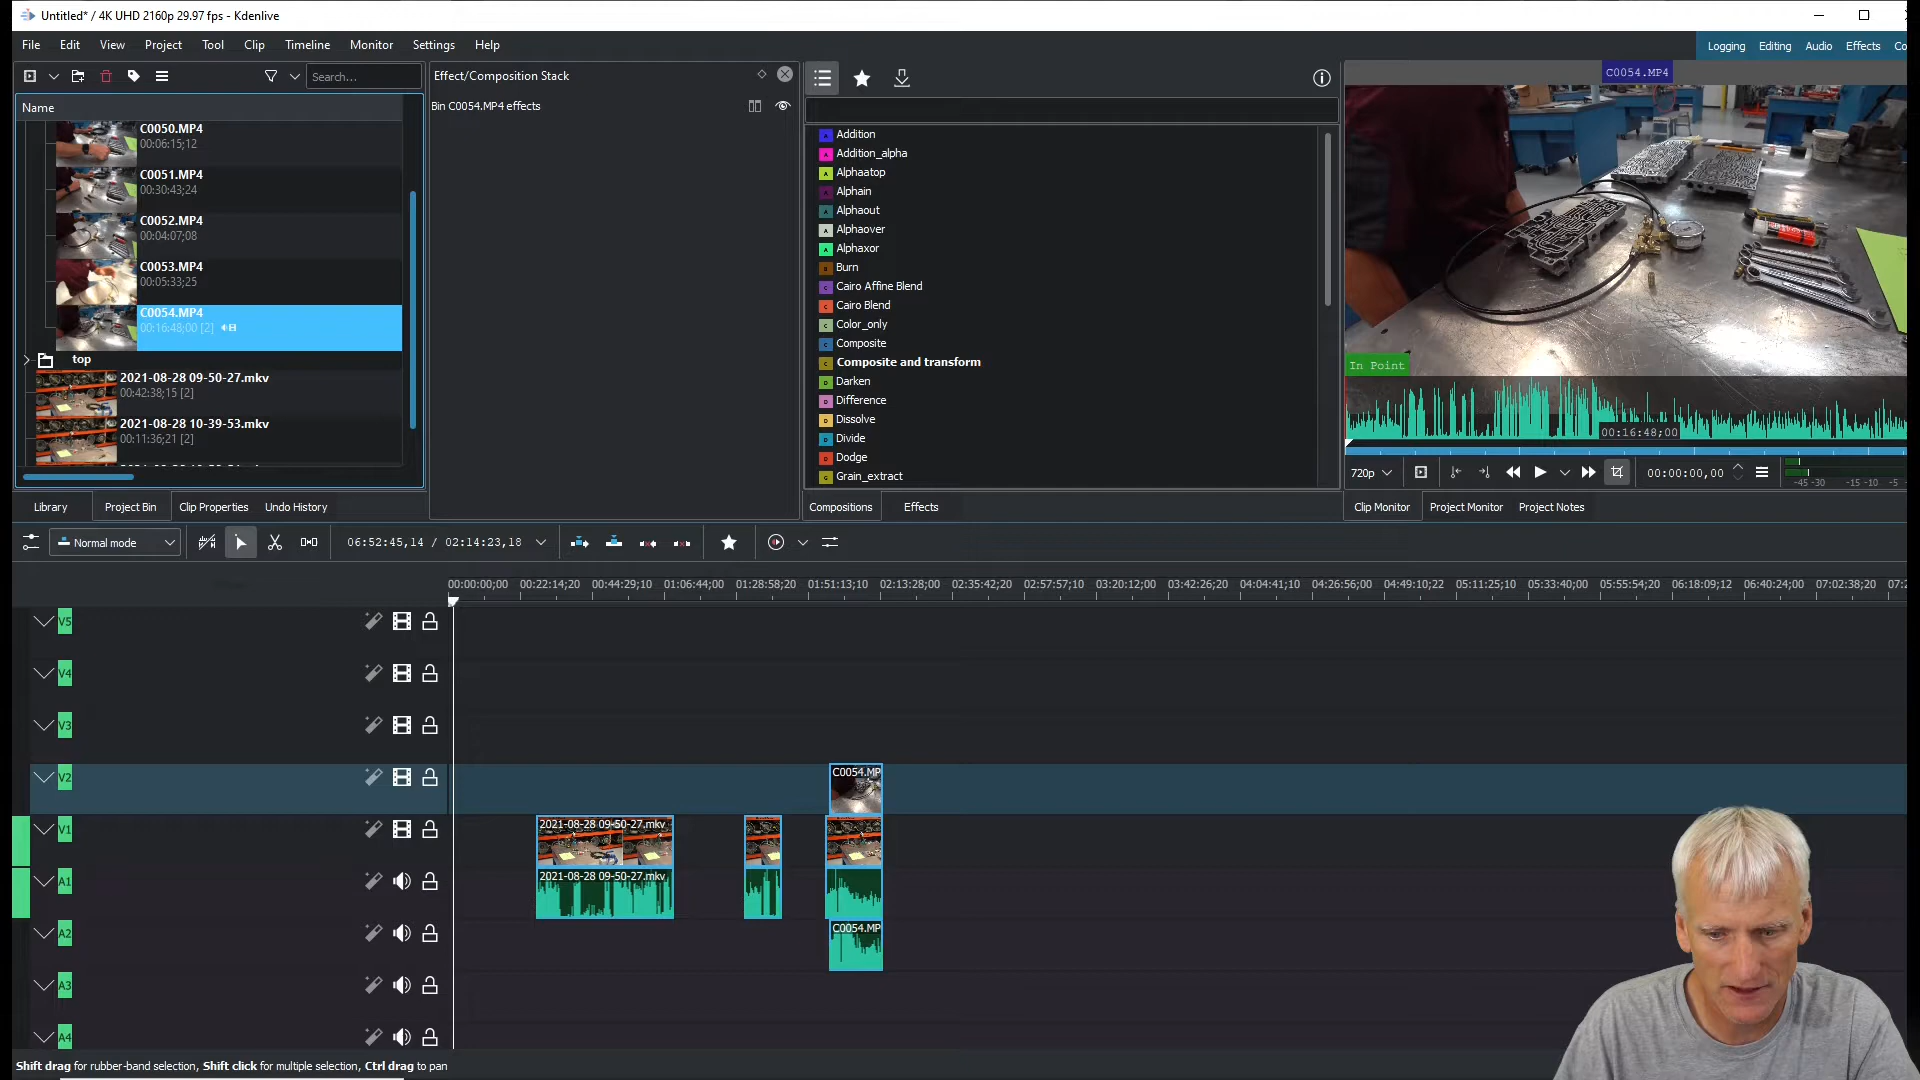 Untitled* / 4K UHD 2160p 29.97 fps - Kdenlive
File Edit View Project Tool Clip Timeline Monitor Settings Help
Logging Editing Audio Effects Co
Search...
Effect/Composition Stack
C0054.MP4
Name
Bin C0054.MP4 effects
C0050.MP4
00:06:15;12
C0051.MP4
00:30:43;24
C0052.MP4
00:04:07;08
C0053.MP4
00:05:33;25
C0054.MP4
00:16:48;00 [2]
top
2021-08-28 09-50-27.mkv
00:42:38;15 [2]
2021-08-28 10-39-53.mkv
00:11:36;21 [2]
Addition
Addition_alpha
Alphaatop
Alphain
Alphaout
Alphaover
Alphaxor
Burn
Cairo Affine Blend
Cairo Blend
Color_only
Composite
Composite and transform
Darken
Difference
Dissolve
Divide
Dodge
Grain_extract
In Point
00:16:48;00
720p
00:00:00,00
-45 -30 -15 -10 -5
Library Project Bin Clip Properties Undo History
Compositions Effects
Clip Monitor Project Monitor Project Notes
Normal mode
06:52:45,14 / 02:14:23,18
00:00:00;00 00:22:14;20 00:44:29;10 01:06:44;00 01:28:58;20 01:51:13;10 02:13:28;00 02:35:42;20 02:57:57;10 03:20:12;00 03:42:26;20 04:04:41;10 04:26:56;00 04:49:10;22 05:11:25;10 05:33:40;00 05:55:54;20 06:18:09;12 06:40:24;00 07:02:38;20 07:2
V5
V4
V3
V2
C0054.MP
V1
2021-08-28 09-50-27.mkv
A1
2021-08-28 09-50-27.mkv
A2
C0054.MP
A3
A4
Shift drag for rubber-band selection, Shift click for multiple selection, Ctrl drag to pan